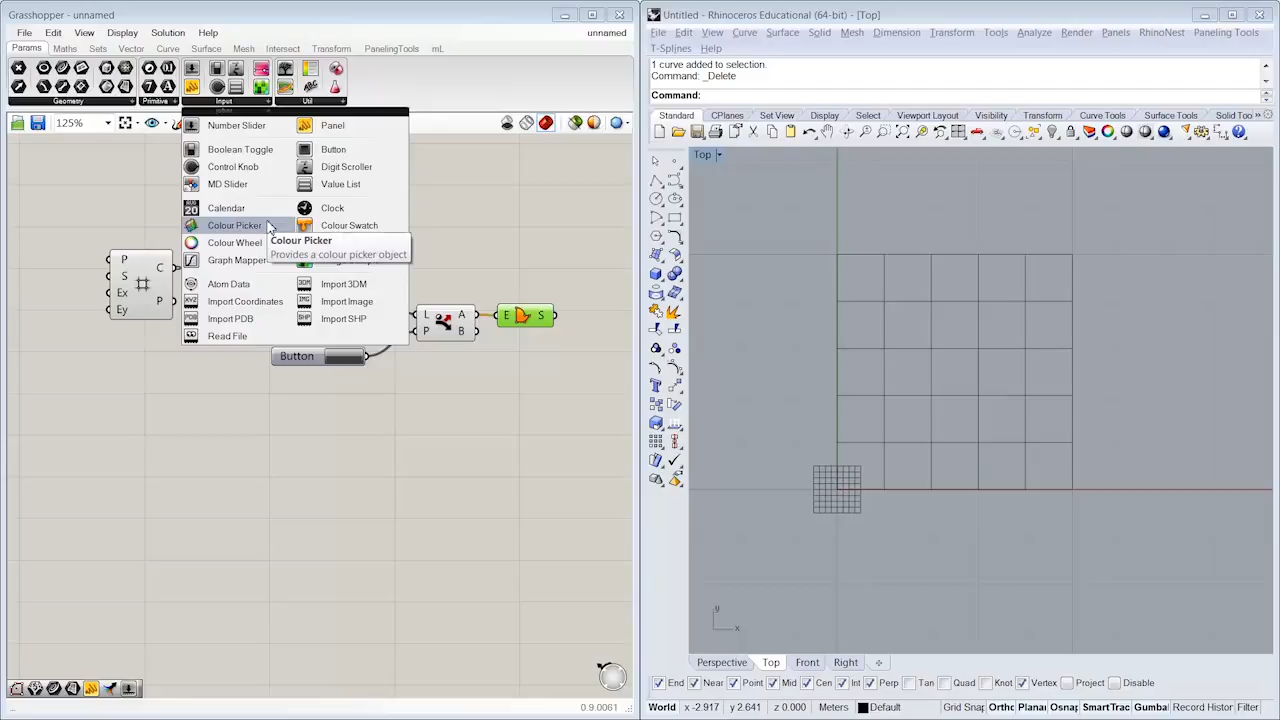 Grasshopper - unnamed
File Edit View Display Solution Help unnamed
Params Maths Sets Vector Curve Surface Mesh Intersect Transform PanelingTools mL
Geometry Primitive Input Util
125%
Number Slider Panel
Boolean Toggle Button
Control Knob Digit Scroller
MD Slider Value List
Calendar Clock
Colour Picker Colour Swatch
Colour Wheel
Graph Mapper
Colour Picker
Provides a colour picker object
Atom Data Import 3DM
Import Coordinates Import Image
Import PDB Import SHP
Read File
P
S
Ex
Ey
C
P
L
P
A
B
E S
Button
0.9.0061
Untitled - Rhinoceros Educational (64-bit) - [Top]
File Edit View Curve Surface Solid Mesh Dimension Transform Tools Analyze Render Panels RhinoNest Paneling Tools
T-Splines Help
1 curve added to selection.
Command: _Delete
Command:
Standard CPlanes Set View Display Select Viewport Layout Visibility Transform Curve Tools Surface Tools Solid Too
Top
y
x
Perspective Top Front Right
End Near Point Mid Cen Int Perp Tan Quad Knot Vertex Project Disable
World x -2.917 y 2.641 z 0.000 Meters Default Grid Snap Ortho Planar Osnap SmartTrac Gumbal Record Histor Filter